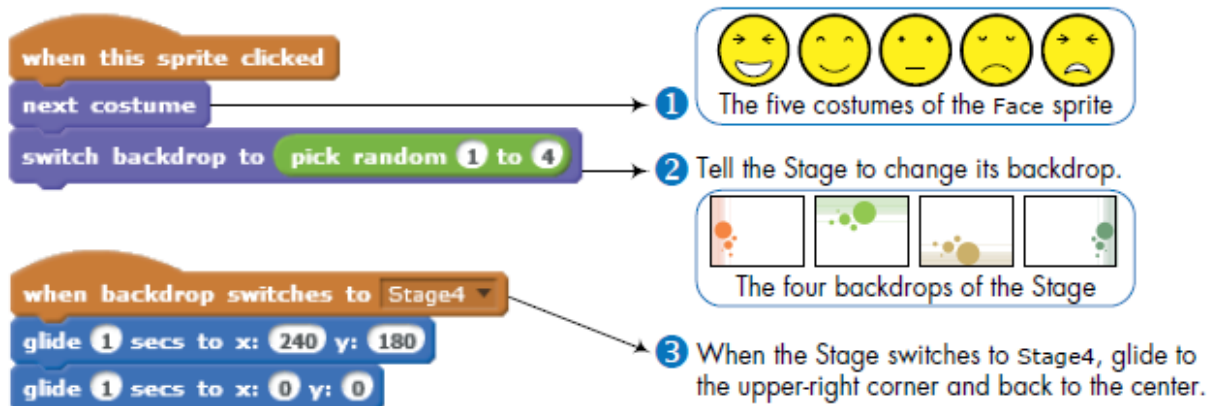 when this sprite clicked
next costume
switch backdrop to pick random 1 to 4
1 The five costumes of the Face sprite
2 Tell the Stage to change its backdrop.
The four backdrops of the Stage
when backdrop switches to Stage4
glide 1 secs to x: 240 y: 180
glide 1 secs to x: 0 y: 0
3 When the Stage switches to Stage4, glide to
the upper-right corner and back to the center.